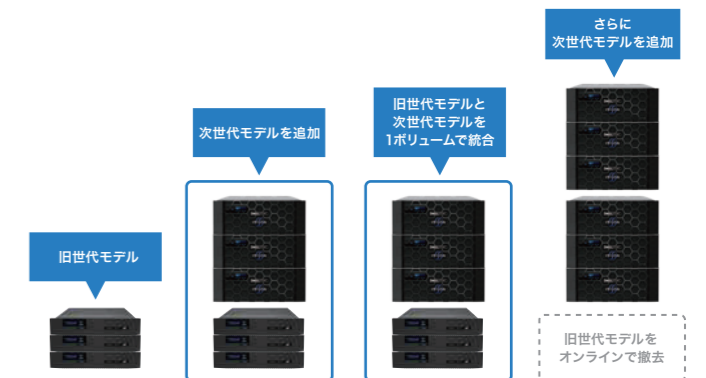 旧世代モデル
次世代モデルを追加
旧世代モデルと
次世代モデルを
1ボリュームで統合
さらに
次世代モデルを追加
旧世代モデルを
オンラインで撤去